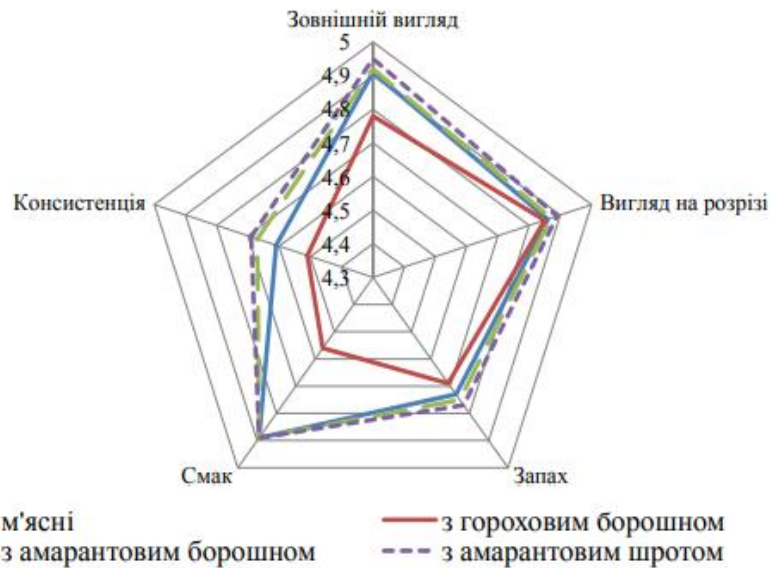 Зовнішній вигляд
5
4,9
4,8
4,7
4,6
4,5
4,4
4,3
Консистенція
Вигляд на розрізі
Смак
Запах
м'ясні
з гороховим борошном
з амарантовим борошном
з амарантовим шротом